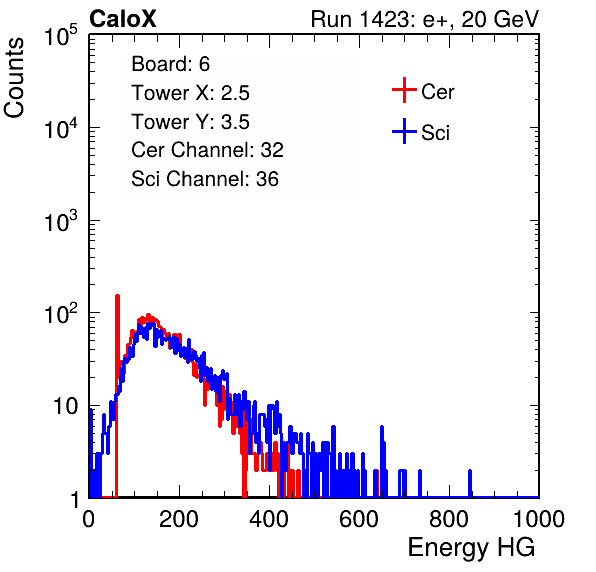 CaloX Run 1423: e+, 20 GeV
Counts
10^5
10^4
10^3
10^2
10
1
Board: 6
Tower X: 2.5
Tower Y: 3.5
Cer Channel: 32
Sci Channel: 36
Cer
Sci
0 200 400 600 800 1000
Energy HG